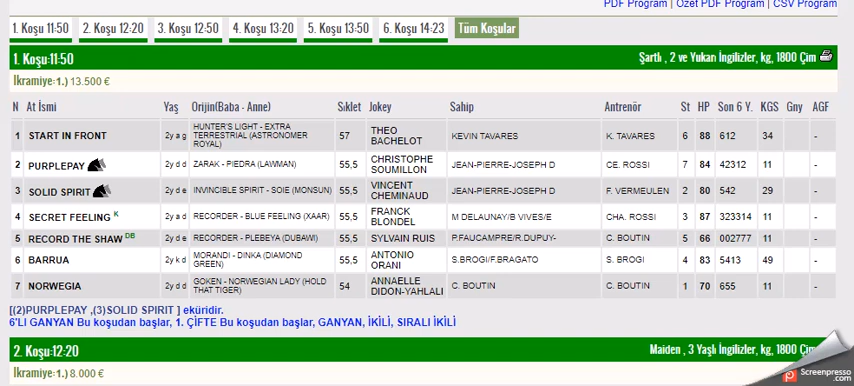 PDF Program | Özet PDF Program | CSV Program
1. Koşu 11:50 2. Koşu 12:20 3. Koşu 12:50 4. Koşu 13:20 5. Koşu 13:50 6. Koşu 14:23 Tüm Koşular
1. Koşu:11:50 Şartlı , 2 ve Yukarı İngilizler, kg, 1800 Çim
İkramiye:1.) 13.500 €
N At İsmi Yaş Orijin(Baba - Anne) Sıklet Jokey Sahip Antrenör St HP Son 6 Y. KGS Gny AGF
1 START IN FRONT 2y a g HUNTER'S LIGHT - EXTRA TERRESTRIAL (ASTRONOMER ROYAL) 57 THEO BACHELOT KEVIN TAVARES K. TAVARES 6 88 612 34 -
2 PURPLEPAY 2y d d ZARAK - PIEDRA (LAWMAN) 55,5 CHRISTOPHE SOUMILLON JEAN-PIERRE-JOSEPH D CE. ROSSI 7 84 42312 11 -
3 SOLID SPIRIT 2y d e INVINCIBLE SPIRIT - SOIE (MONSUN) 55,5 VINCENT CHEMINAUD JEAN-PIERRE-JOSEPH D F. VERMEULEN 2 80 542 29 -
4 SECRET FEELING K 2y a d RECORDER - BLUE FEELING (XAAR) 55,5 FRANCK BLONDEL M DELAUNAY/B VIVES/E CHA. ROSSI 3 87 323314 11 -
5 RECORD THE SHAW DB 2y d e RECORDER - PLEBEYA (DUBAWI) 55,5 SYLVAIN RUIS P.FAUCAMPRE/R.DUPUY- C. BOUTIN 5 66 002777 11 -
6 BARRUA 2y k d MORANDI - DINKA (DIAMOND GREEN) 55,5 ANTONIO ORANI S.BROGI/F.BRAGATO S. BROGI 4 83 5413 49 -
7 NORWEGIA 2y d d GOKEN - NORWEGIAN LADY (HOLD THAT TIGER) 54 ANNAELLE DIDON-YAHLALI C. BOUTIN C. BOUTIN 1 70 655 11 -
[(2)PURPLEPAY ,(3)SOLID SPIRIT ] eküridir.
6'LI GANYAN Bu koşudan başlar, 1. ÇİFTE Bu koşudan başlar, GANYAN, İKİLİ, SIRALI İKİLİ
2. Koşu:12:20 Maiden , 3 Yaşlı İngilizler, kg, 1800 Çim
İkramiye:1.) 8.000 €
Screenpresso
.com